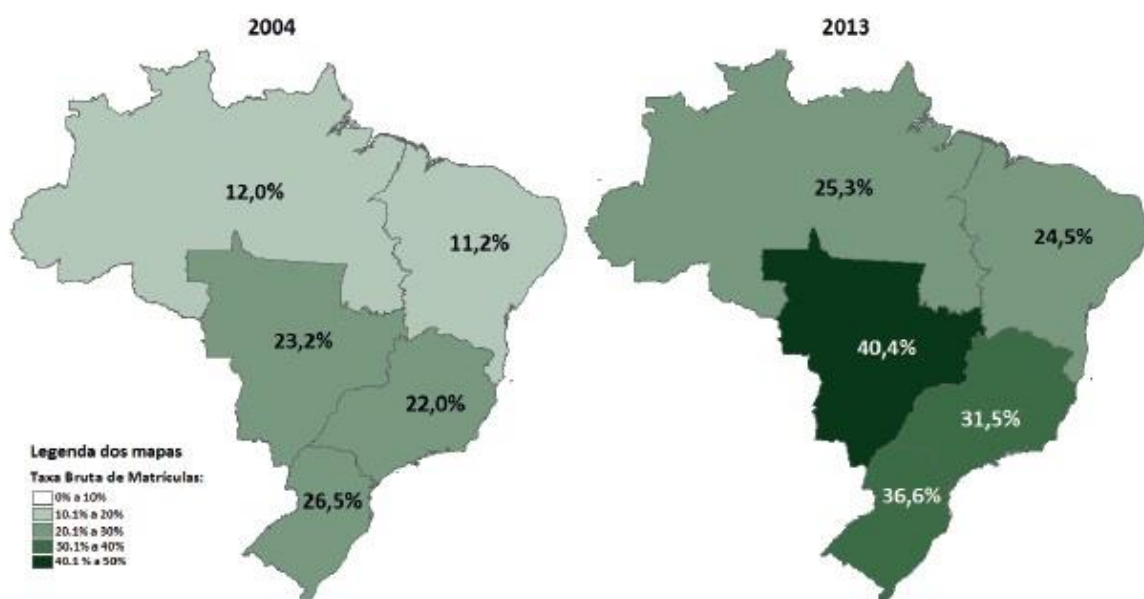 2004
2013
12,0%
11,2%
23,2%
22,0%
26,5%
25,3%
24,5%
40,4%
31,5%
36,6%
Legenda dos mapas
Taxa Bruta de Matrículas:
0% a 10%
10.1% a 20%
20.1% a 30%
30.1% a 40%
40.1 % a 50%